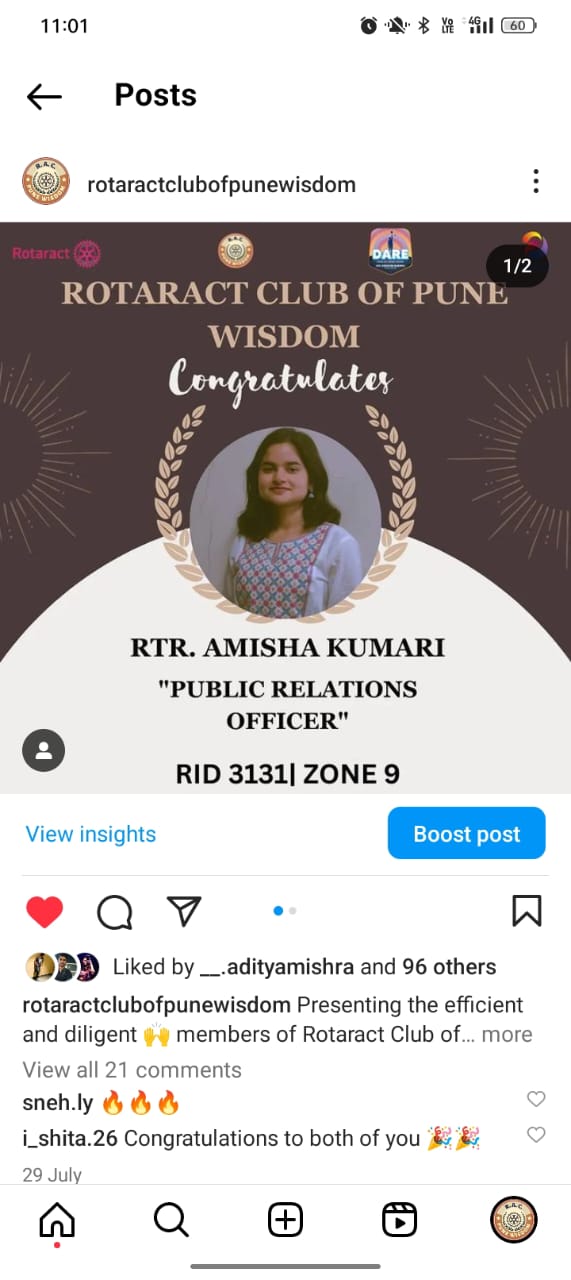 11:01
Vo
LTE
4G
60
Posts
rotaractclubofpunewisdom
Rotaract
R.A.C.
DARE
1/2
ROTARACT CLUB OF PUNE
WISDOM
Congratulates
RTR. AMISHA KUMARI
"PUBLIC RELATIONS
OFFICER"
RID 3131| ZONE 9
View insights
Boost post
Liked by __.adityamishra and 96 others
rotaractclubofpunewisdom Presenting the efficient
and diligent 🙌 members of Rotaract Club of... more
View all 21 comments
sneh.ly 🔥🔥🔥
i_shita.26 Congratulations to both of you 🎉🎉
29 July